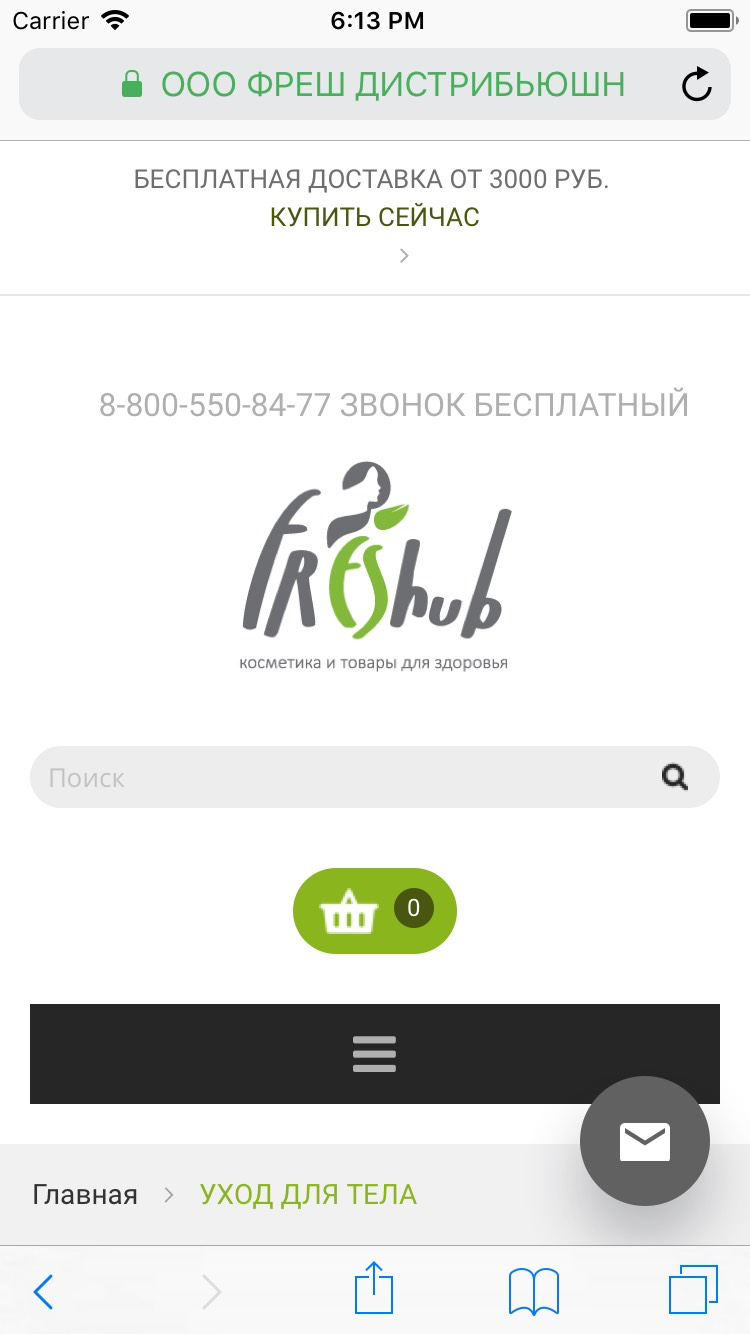 Carrier 6:13 PM
ООО ФРЕШ ДИСТРИБЬЮШН
БЕСПЛАТНАЯ ДОСТАВКА ОТ 3000 РУБ.
КУПИТЬ СЕЙЧАС
8-800-550-84-77 ЗВОНОК БЕСПЛАТНЫЙ
FREShub
косметика и товары для здоровья
Поиск
0
Главная > УХОД ДЛЯ ТЕЛА